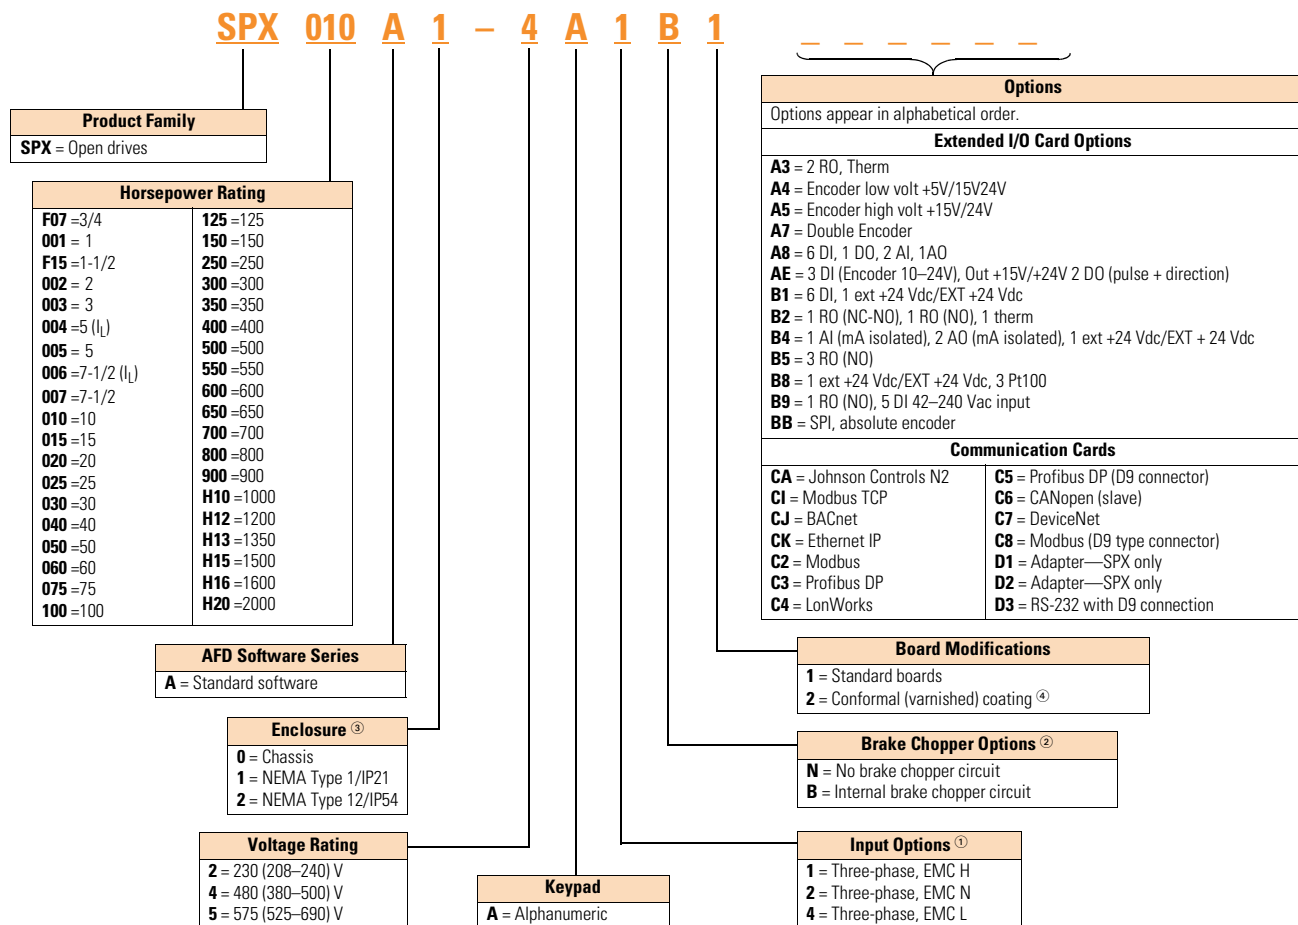 SPX 010 A 1 – 4 A 1 B 1 _ _ _ _ _ _
Product Family
SPX = Open drives
Horsepower Rating
F07 =3/4
001 = 1
F15 =1-1/2
002 = 2
003 = 3
004 =5 (IL)
005 = 5
006 =7-1/2 (IL)
007 =7-1/2
010 =10
015 =15
020 =20
025 =25
030 =30
040 =40
050 =50
060 =60
075 =75
100 =100
125 =125
150 =150
250 =250
300 =300
350 =350
400 =400
500 =500
550 =550
600 =600
650 =650
700 =700
800 =800
900 =900
H10 =1000
H12 =1200
H13 =1350
H15 =1500
H16 =1600
H20 =2000
AFD Software Series
A = Standard software
Enclosure ③
0 = Chassis
1 = NEMA Type 1/IP21
2 = NEMA Type 12/IP54
Voltage Rating
2 = 230 (208–240) V
4 = 480 (380–500) V
5 = 575 (525–690) V
Keypad
A = Alphanumeric
Options
Options appear in alphabetical order.
Extended I/O Card Options
A3 = 2 RO, Therm
A4 = Encoder low volt +5V/15V24V
A5 = Encoder high volt +15V/24V
A7 = Double Encoder
A8 = 6 DI, 1 DO, 2 AI, 1AO
AE = 3 DI (Encoder 10–24V), Out +15V/+24V 2 DO (pulse + direction)
B1 = 6 DI, 1 ext +24 Vdc/EXT +24 Vdc
B2 = 1 RO (NC-NO), 1 RO (NO), 1 therm
B4 = 1 AI (mA isolated), 2 AO (mA isolated), 1 ext +24 Vdc/EXT + 24 Vdc
B5 = 3 RO (NO)
B8 = 1 ext +24 Vdc/EXT +24 Vdc, 3 Pt100
B9 = 1 RO (NO), 5 DI 42–240 Vac input
BB = SPI, absolute encoder
Communication Cards
CA = Johnson Controls N2
CI = Modbus TCP
CJ = BACnet
CK = Ethernet IP
C2 = Modbus
C3 = Profibus DP
C4 = LonWorks
C5 = Profibus DP (D9 connector)
C6 = CANopen (slave)
C7 = DeviceNet
C8 = Modbus (D9 type connector)
D1 = Adapter—SPX only
D2 = Adapter—SPX only
D3 = RS-232 with D9 connection
Board Modifications
1 = Standard boards
2 = Conformal (varnished) coating ④
Brake Chopper Options ②
N = No brake chopper circuit
B = Internal brake chopper circuit
Input Options ①
1 = Three-phase, EMC H
2 = Three-phase, EMC N
4 = Three-phase, EMC L